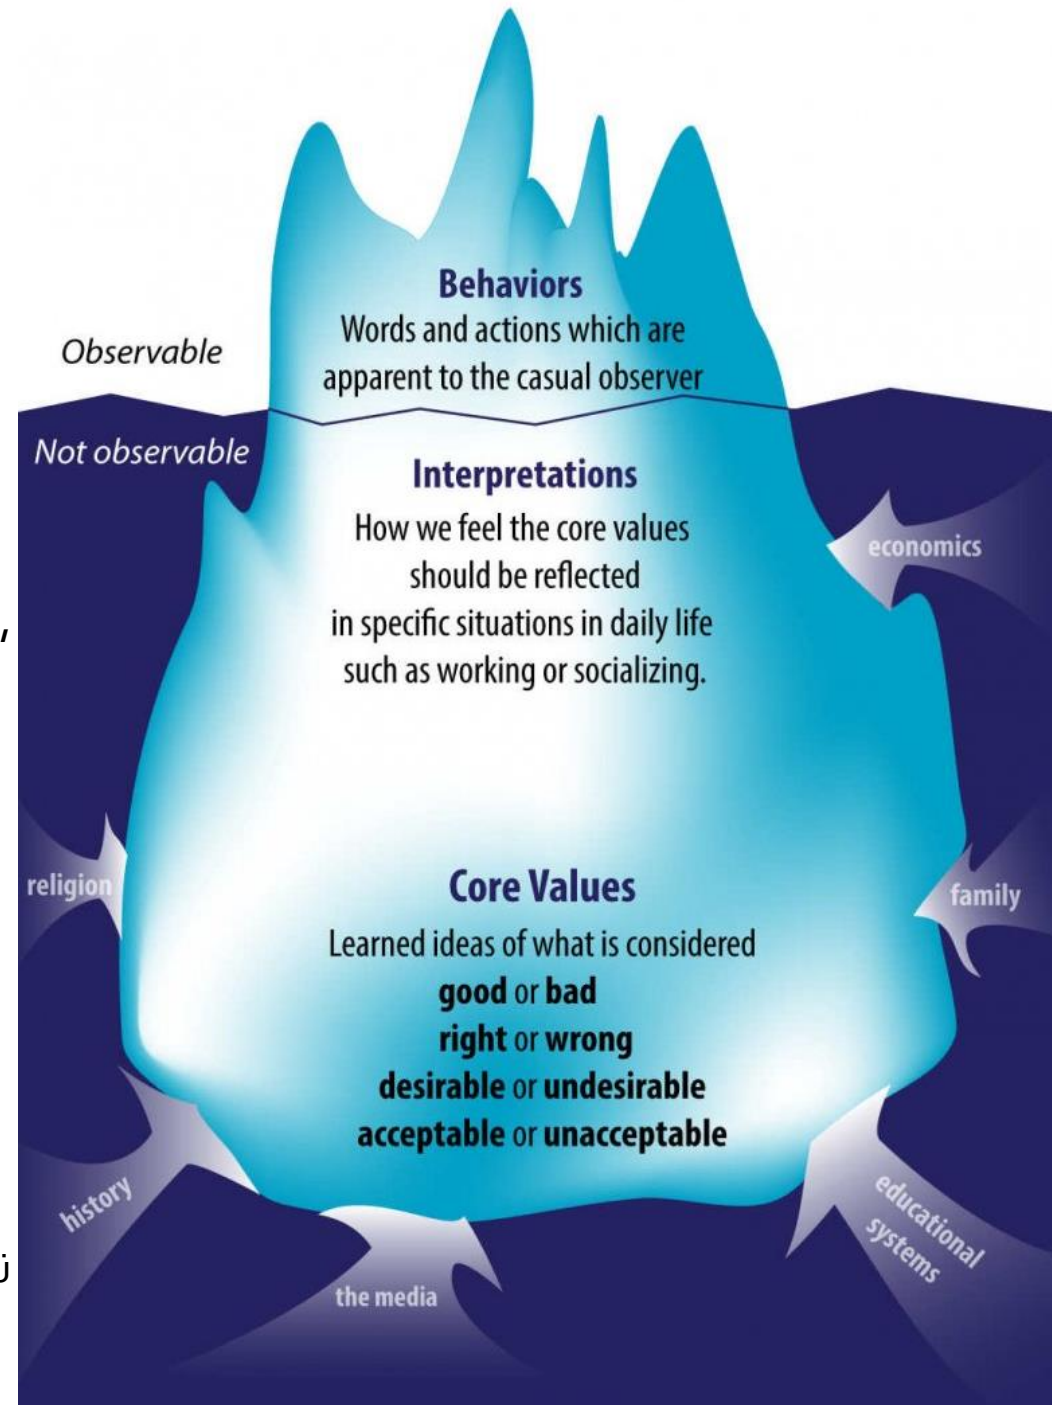 Behaviors
Words and actions which are
apparent to the casual observer
Observable
Not observable
Interpretations
How we feel the core values
should be reflected
in specific situations in daily life
such as working or socializing.
economics
religion
family
Core Values
Learned ideas of what is considered
good or bad
right or wrong
desirable or undesirable
acceptable or unacceptable
history
educational
systems
the media